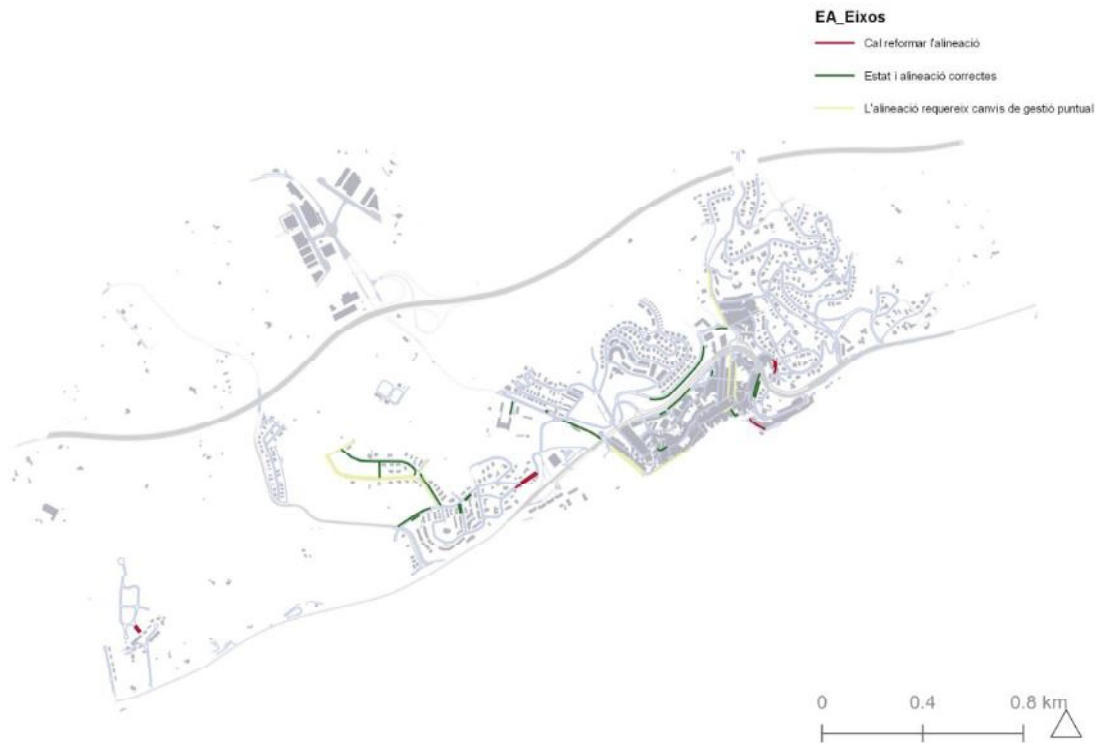 EA_Eixos
Cal reformar l'alineació
Estat i alineació correctes
L'alineació requereix canvis de gestió puntual
0 0.4 0.8 km